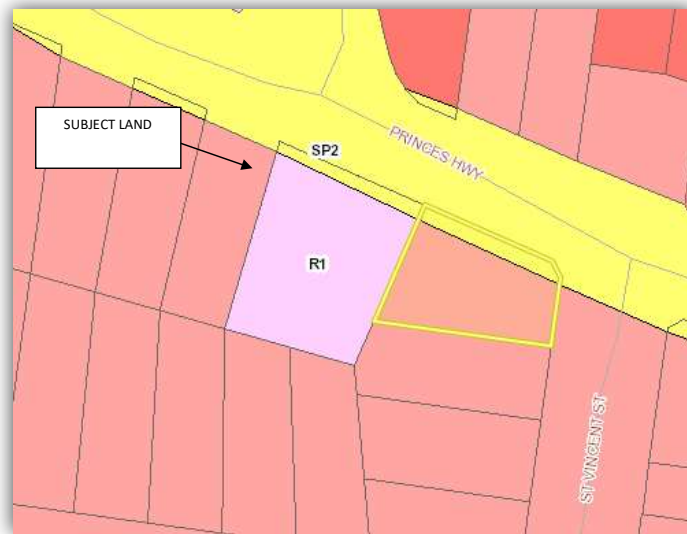 SUBJECT LAND
SP2
PRINCES HWY
R1
ST VINCENT ST